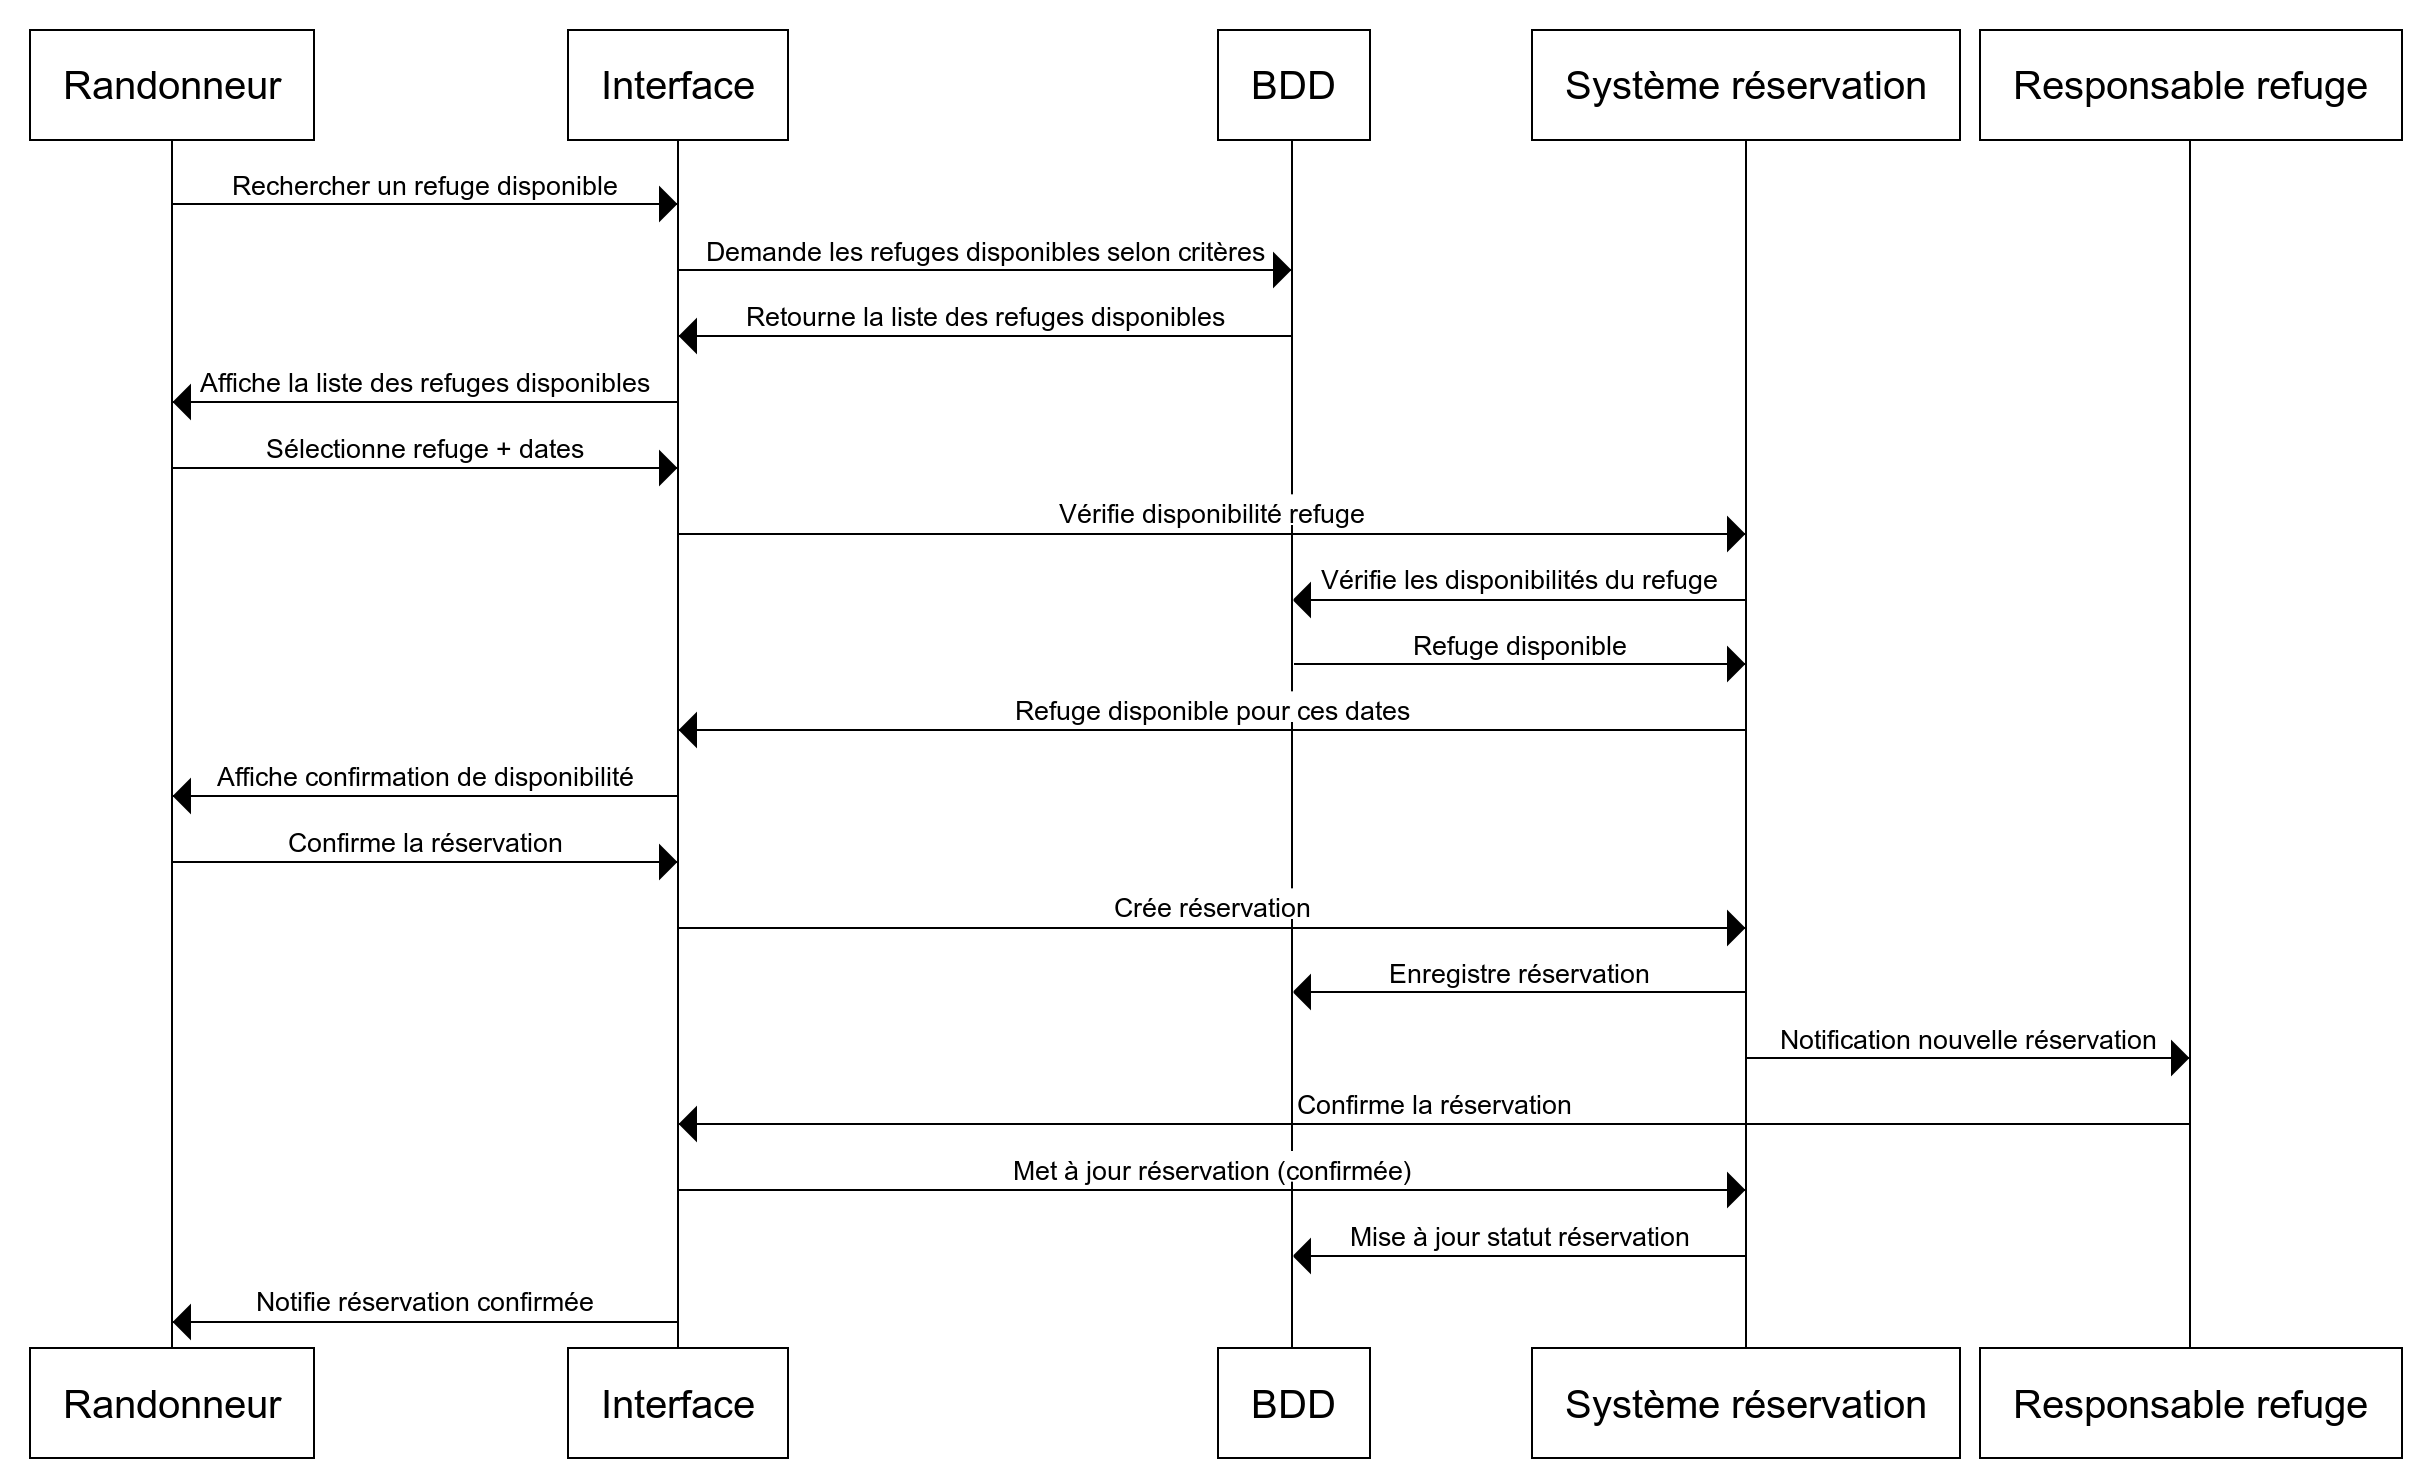 Randonneur
Interface
BDD
Système réservation
Responsable refuge
Rechercher un refuge disponible
Demande les refuges disponibles selon critères
Retourne la liste des refuges disponibles
Affiche la liste des refuges disponibles
Sélectionne refuge + dates
Vérifie disponibilité refuge
Vérifie les disponibilités du refuge
Refuge disponible
Refuge disponible pour ces dates
Affiche confirmation de disponibilité
Confirme la réservation
Crée réservation
Enregistre réservation
Notification nouvelle réservation
Confirme la réservation
Met à jour réservation (confirmée)
Mise à jour statut réservation
Notifie réservation confirmée
Randonneur
Interface
BDD
Système réservation
Responsable refuge